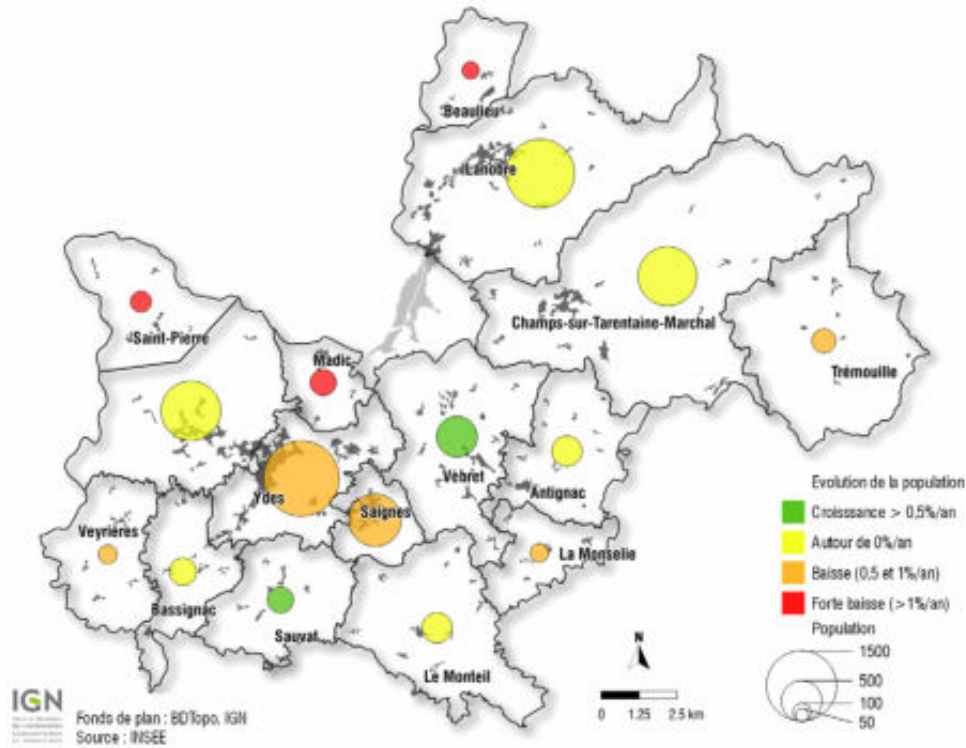 Beaulieu
Lanobre
Champs-sur-Tarentaine-Marchal
Saint-Pierre
Madic
Trémouille
Vebret
Antignac
Ydes
Saignes
Veyrières
La Monselie
Bassignac
Sauvat
Le Monteil
Evolution de la population
Croisssance > 0,5%/an
Autour de 0%/an
Baisse (0,5 et 1%/an)
Forte baisse (>1%/an)
Population
1500
500
100
50
N
0 1.25 2.5 km
IGN
Fonds de plan : BDTopo, IGN
Source : INSEE